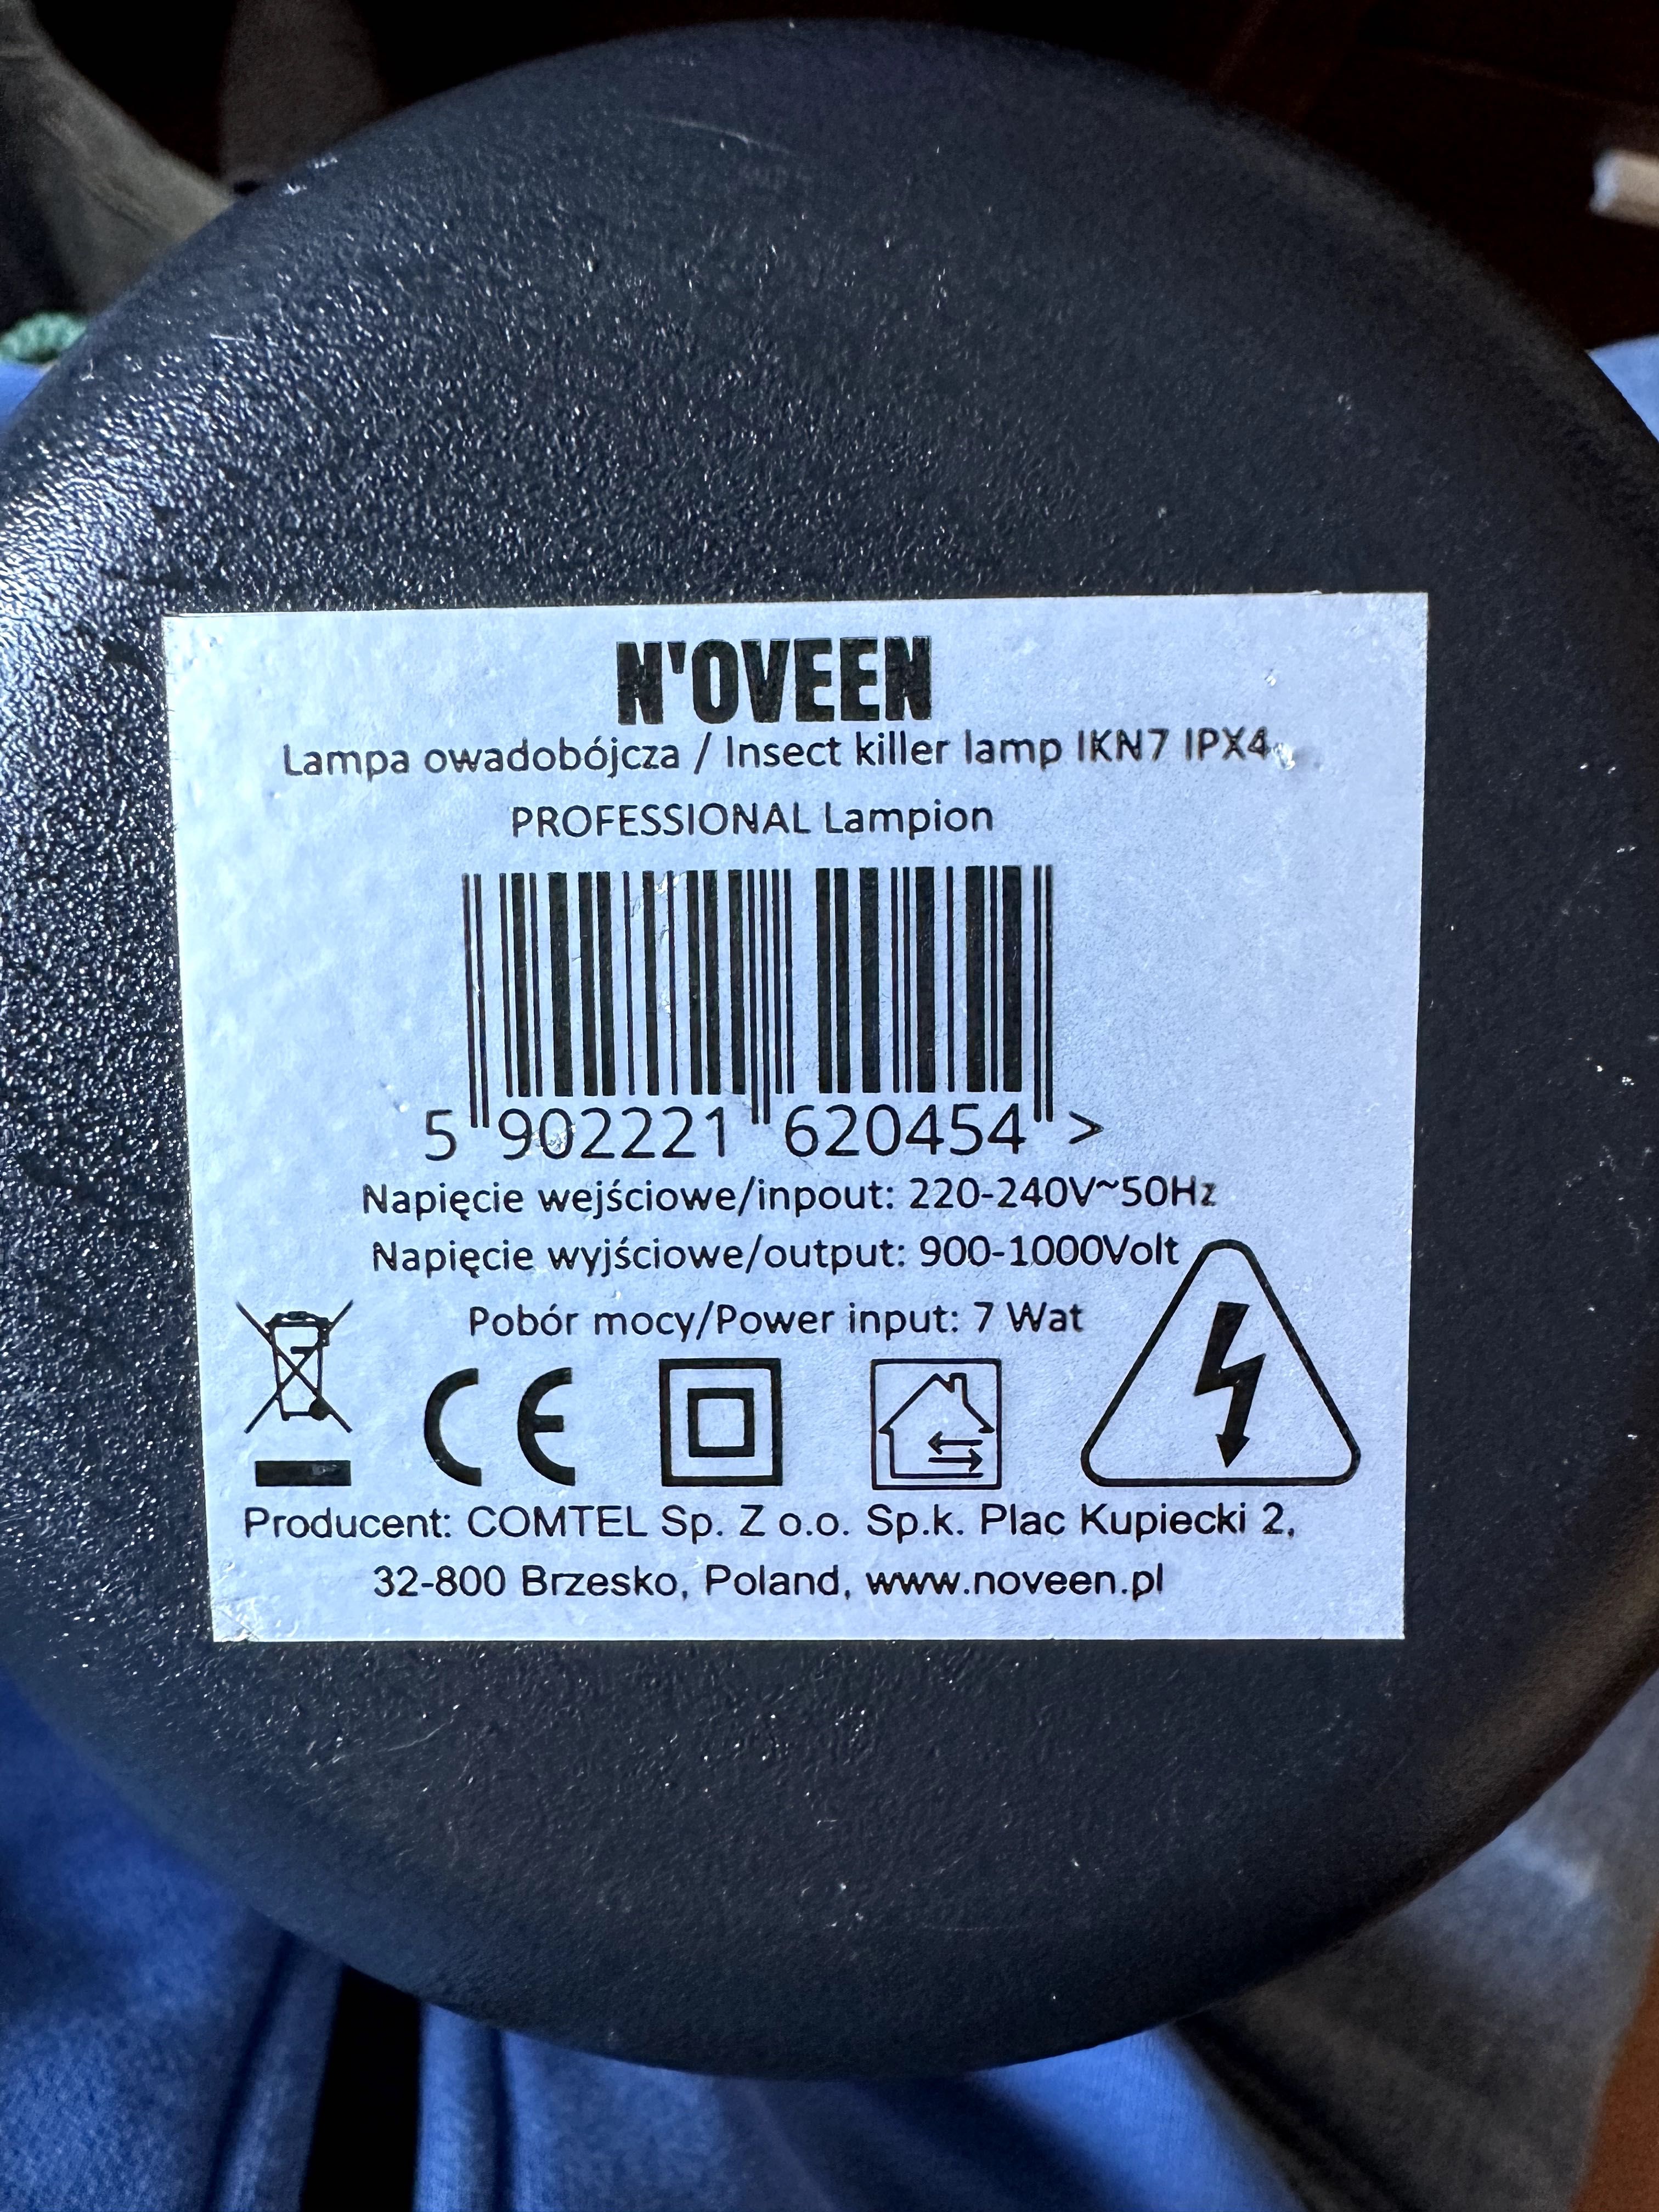 N'OVEEN
Lampa owadobójcza / Insect killer lamp IKN7 IPX4
PROFESSIONAL Lampion
5 902221 620454 >
Napięcie wejściowe/inpout: 220-240V~50Hz
Napięcie wyjściowe/output: 900-1000Volt
Pobór mocy/Power input: 7 Wat
CE
Producent: COMTEL Sp. Z o.o. Sp.k. Plac Kupiecki 2,
32-800 Brzesko, Poland, www.noveen.pl